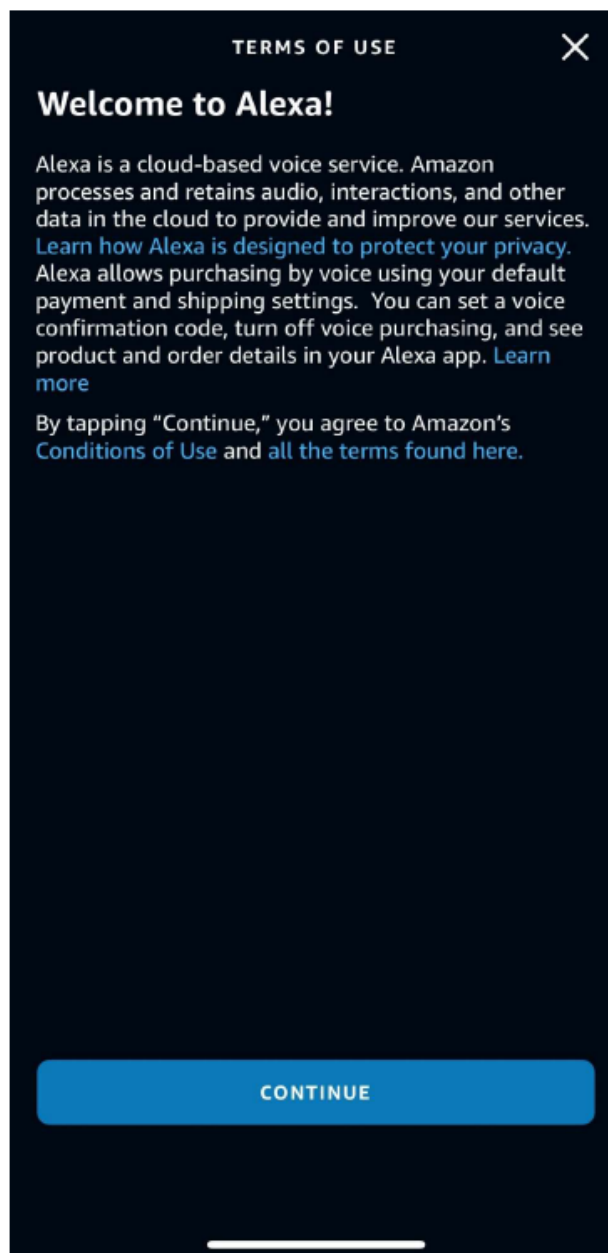 TERMS OF USE
Welcome to Alexa!
Alexa is a cloud-based voice service. Amazon
processes and retains audio, interactions, and other
data in the cloud to provide and improve our services.
Learn how Alexa is designed to protect your privacy.
Alexa allows purchasing by voice using your default
payment and shipping settings.  You can set a voice
confirmation code, turn off voice purchasing, and see
product and order details in your Alexa app. Learn
more
By tapping “Continue,” you agree to Amazon’s
Conditions of Use and all the terms found here.
CONTINUE